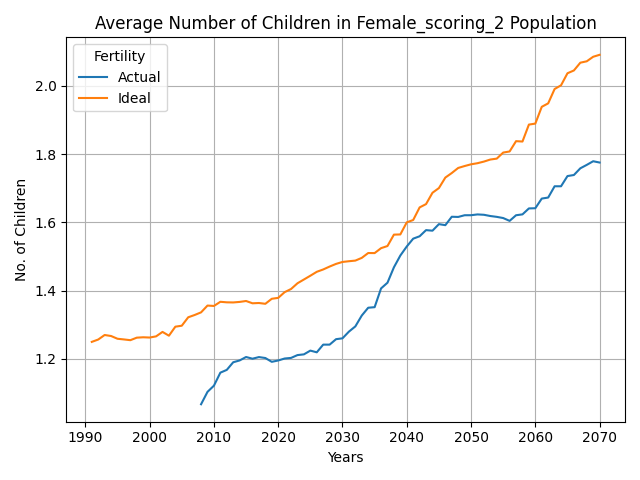 Average Number of Children in Female_scoring_2 Population
Fertility
Actual
Ideal
No. of Children
2.0
1.8
1.6
1.4
1.2
1990 2000 2010 2020 2030 2040 2050 2060 2070
Years